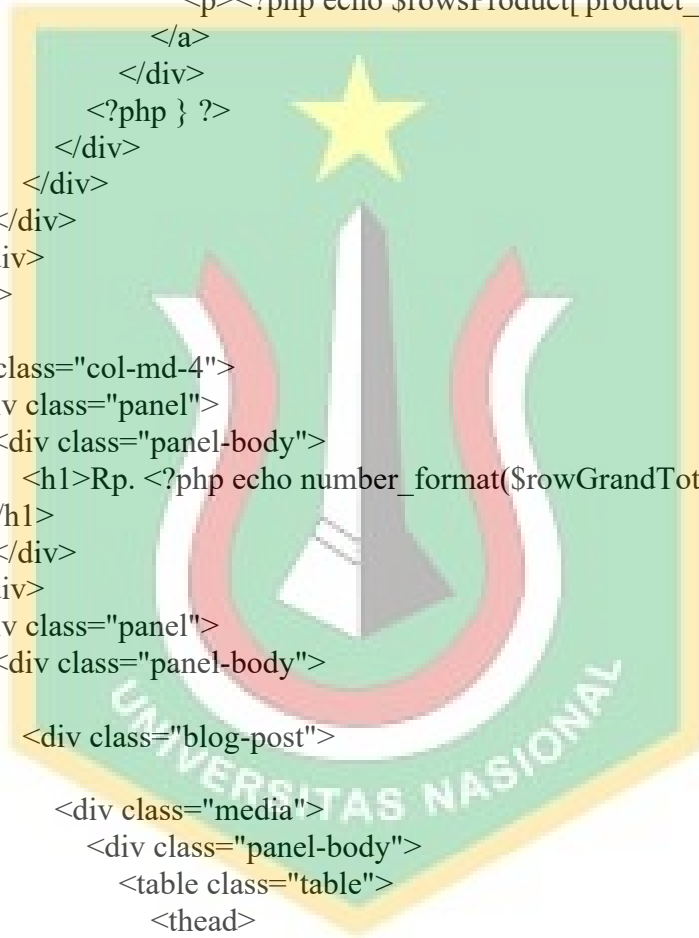 <p><?php echo $rowsProduct['product_
</a>
</div>
<?php } ?>
</div>
</div>
</div>
iv>
>
class="col-md-4">
v class="panel">
<div class="panel-body">
<h1>Rp. <?php echo number_format($rowGrandTot
/h1>
</div>
iv>
v class="panel">
<div class="panel-body">
<div class="blog-post">
<div class="media">
<div class="panel-body">
<table class="table">
<thead>
UNIVERSITAS NASIONAL